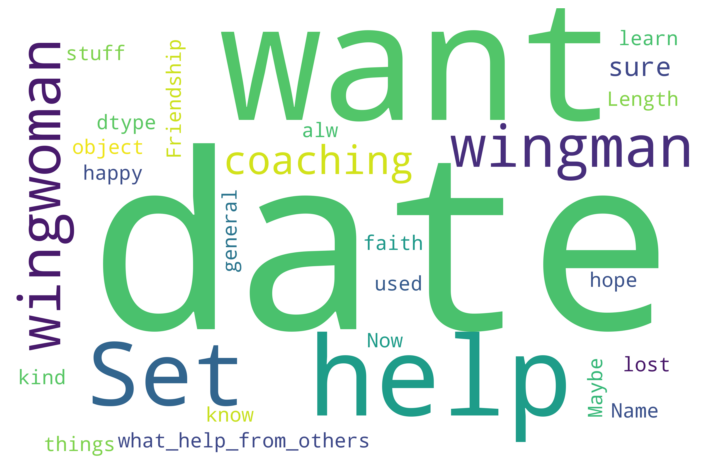 want
learn
sure
Length
stuff
Friendship
wingwoman
dtype
object
happy
alw
coaching
wingman
date
general
faith
used
hope
Set
help
Now
kind
know
Maybe
lost
Name
things
what_help_from_others